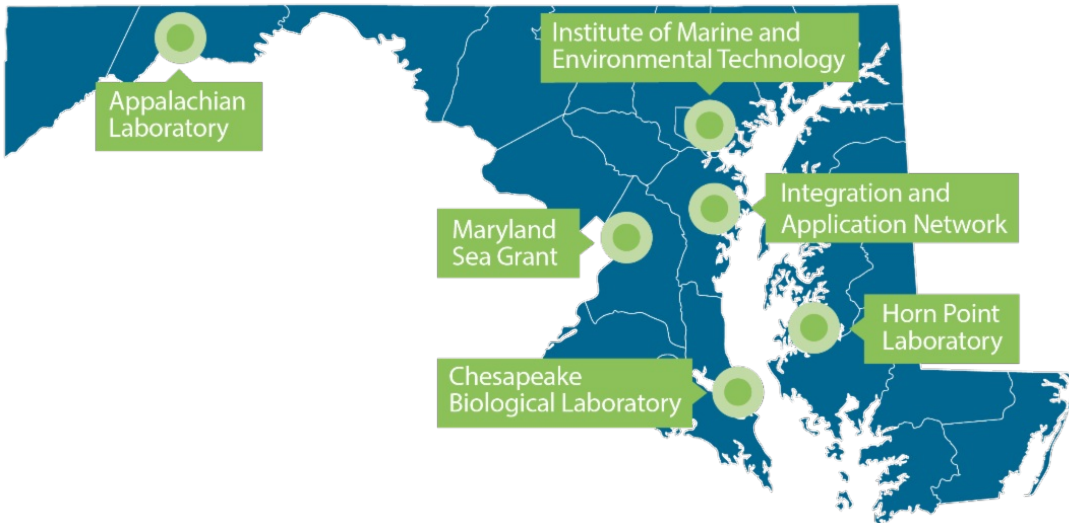 Institute of Marine and
Environmental Technology
Appalachian
Laboratory
Integration and
Application Network
Maryland
Sea Grant
Horn Point
Laboratory
Chesapeake
Biological Laboratory